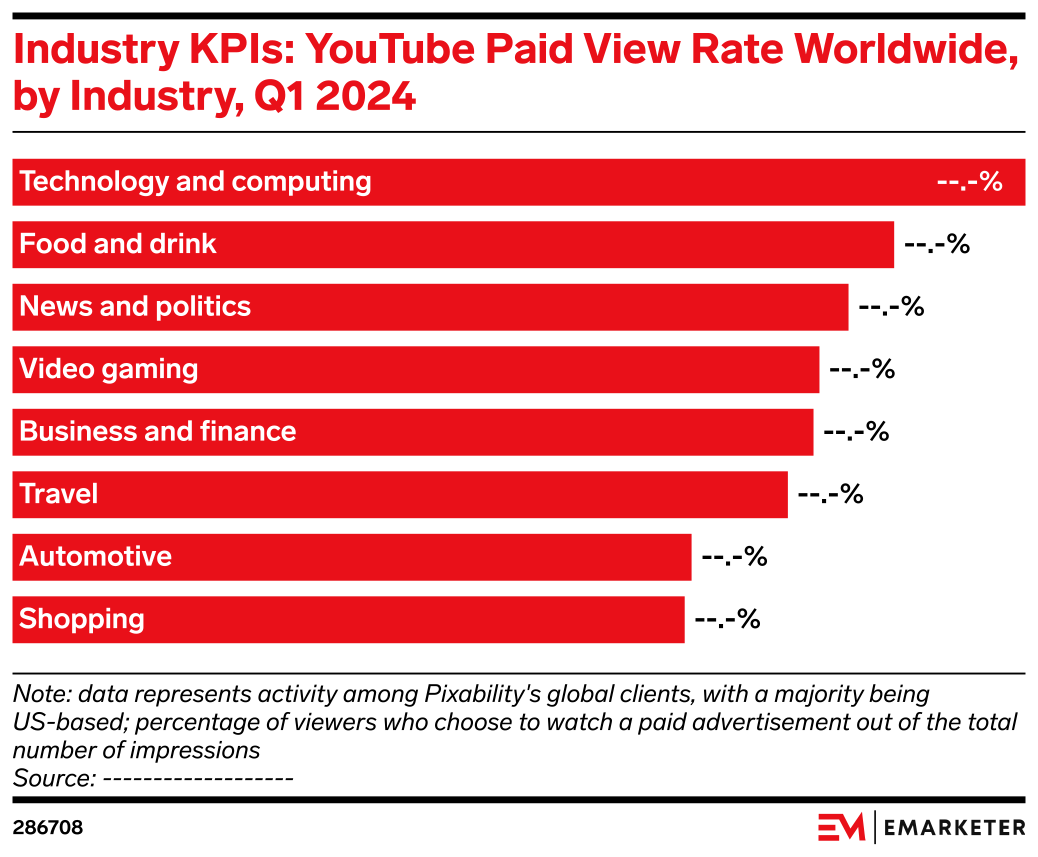 Industry KPIs: YouTube Paid View Rate Worldwide,
by Industry, Q1 2024
Technology and computing --.-%
Food and drink --.-%
News and politics --.-%
Video gaming --.-%
Business and finance --.-%
Travel --.-%
Automotive --.-%
Shopping --.-%
Note: data represents activity among Pixability's global clients, with a majority being
US-based; percentage of viewers who choose to watch a paid advertisement out of the total
number of impressions
Source: -------------------
286708 EM | EMARKETER